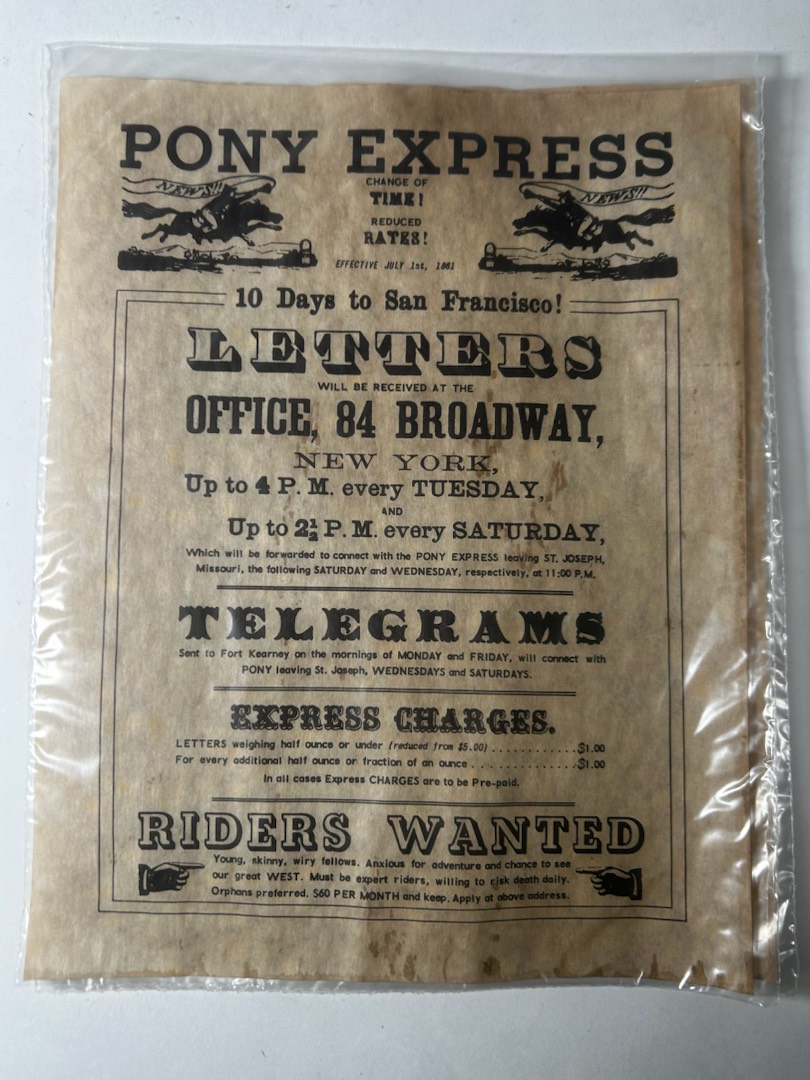 PONY EXPRESS
NEWS!!!
NEWS!!!
CHANGE OF
TIME!
REDUCED
RATES!
EFFECTIVE JULY 1st, 1861
10 Days to San Francisco!
LETTERS
WILL BE RECEIVED AT THE
OFFICE, 84 BROADWAY,
NEW YORK,
Up to 4 P. M. every TUESDAY,
AND
Up to 2½ P. M. every SATURDAY,
Which will be forwarded to connect with the PONY EXPRESS leaving ST. JOSEPH,
Missouri, the following SATURDAY and WEDNESDAY, respectively, at 11:00 P.M.
TELEGRAMS
Sent to Fort Kearney on the mornings of MONDAY and FRIDAY, will connect with
PONY leaving St. Joseph, WEDNESDAYS and SATURDAYS.
EXPRESS CHARGES.
LETTERS weighing half ounce or under (reduced from $5.00) ............$1.00
For every additional half ounce or fraction of an ounce ...............$1.00
In all cases Express CHARGES are to be Pre-paid.
RIDERS WANTED
Young, skinny, wiry fellows. Anxious for adventure and chance to see
our great WEST. Must be expert riders, willing to risk death daily.
Orphans preferred. $60 PER MONTH and keep. Apply at above address.